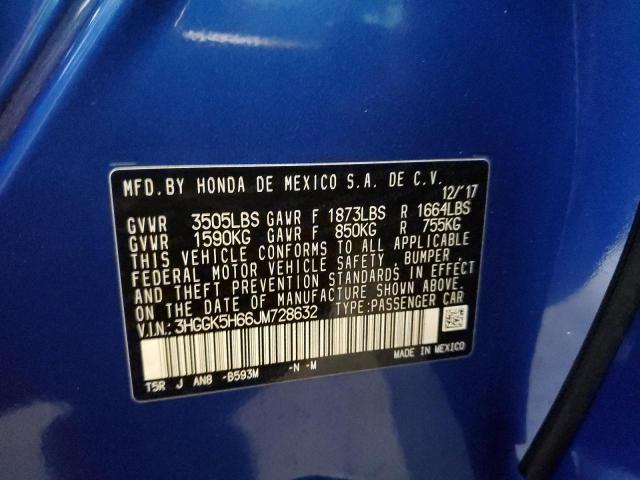 MFD. BY HONDA DE MEXICO S.A. DE C.V.
12/'17
GVWR 3505LBS GAWR F 1873LBS R 1664LBS
GVWR 1590KG GAWR F 850KG R 755KG
THIS VEHICLE CONFORMS TO ALL APPLICABLE
FEDERAL MOTOR VEHICLE SAFETY, BUMPER,
AND THEFT PREVENTION STANDARDS IN EFFECT
ON THE DATE OF MANUFACTURE SHOWN ABOVE.
V.I.N.: 3HGGK5H66JM728632 TYPE:PASSENGER CAR
MADE IN MEXICO
T5R J AN8 -B593M -N -M